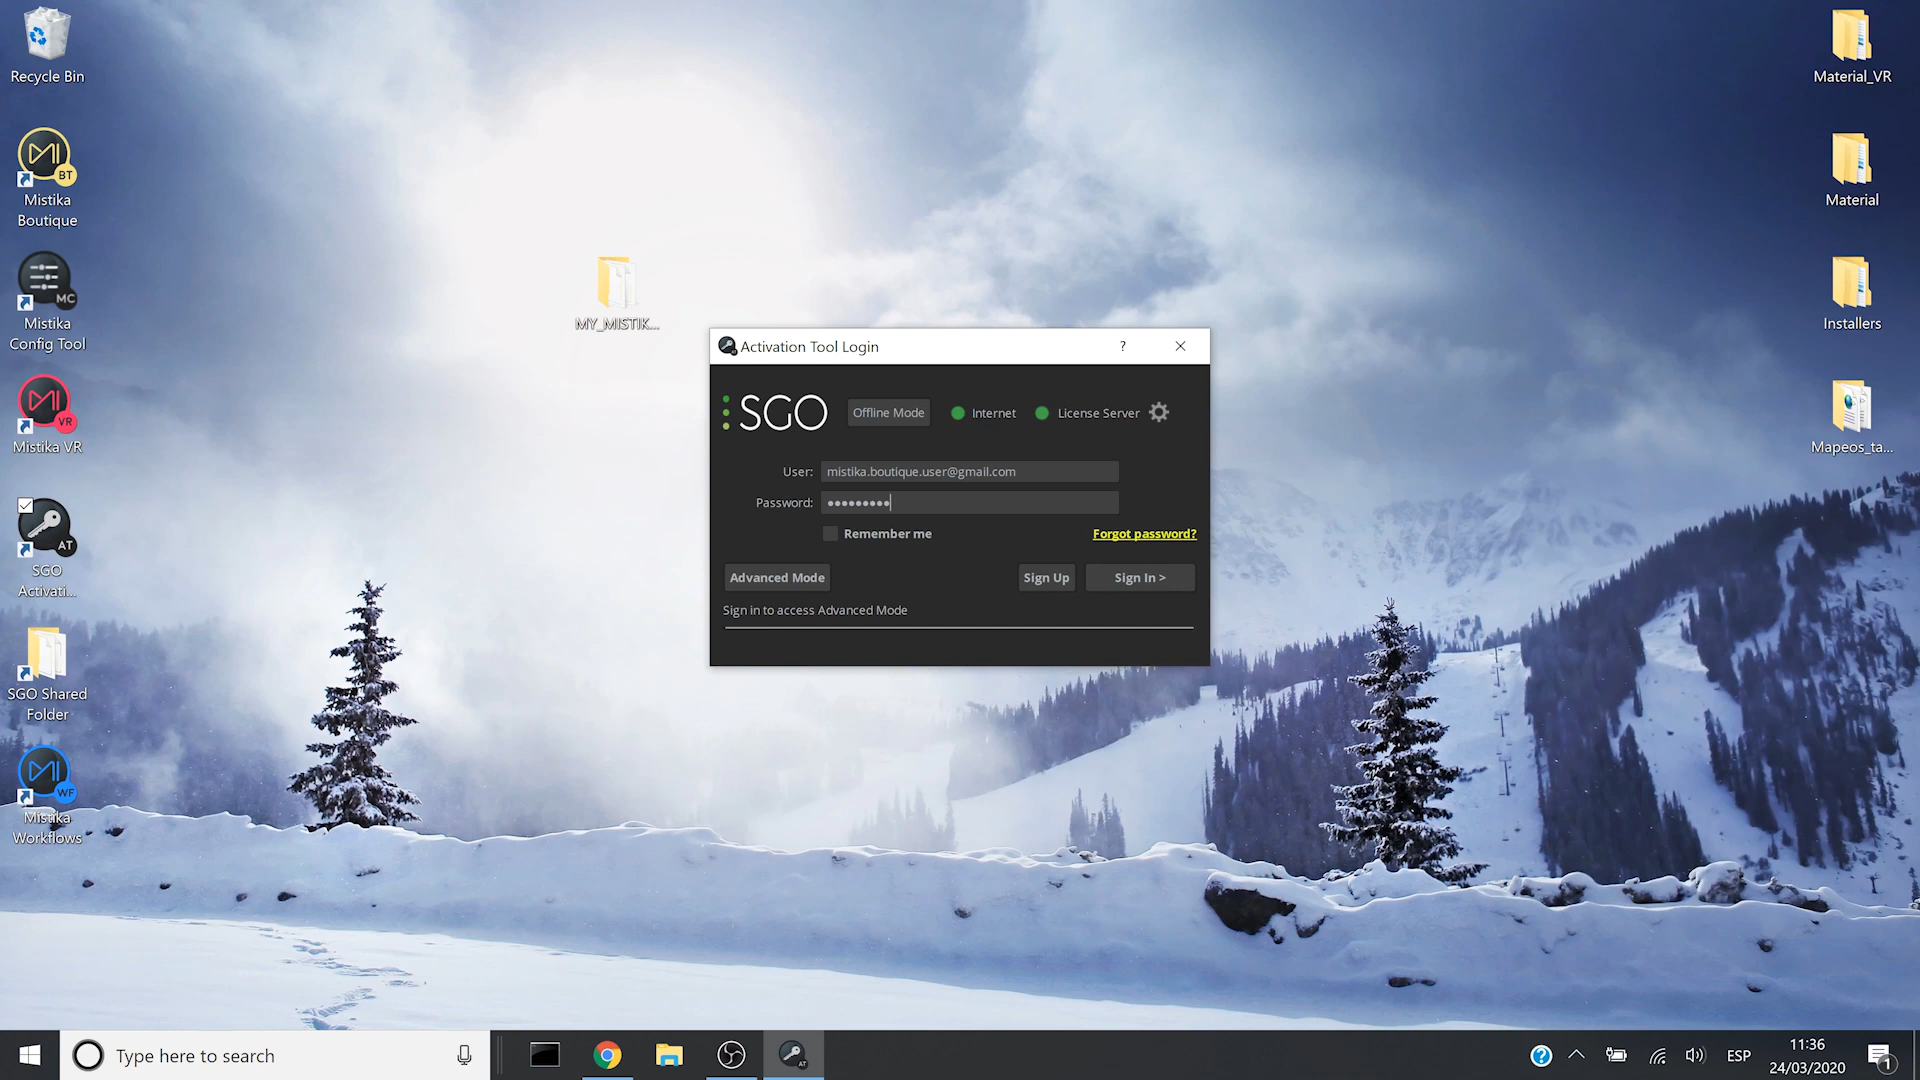 Recycle Bin
BT
Mistika
Boutique
MC
Mistika
Config Tool
VR
Mistika VR
AT
SGO
Activati...
SGO Shared
Folder
WF
Mistika
Workflows
MY_MISTIK...
Material_VR
Material
Installers
Mapeos_ta...
Activation Tool Login
?
SGO
Offline Mode
Internet
License Server
User:
mistika.boutique.user@gmail.com
Password:
●●●●●●●●●
Remember me
Forgot password?
Advanced Mode
Sign Up
Sign In >
Sign in to access Advanced Mode
Type here to search
AT
?
ESP
11:36
24/03/2020
1